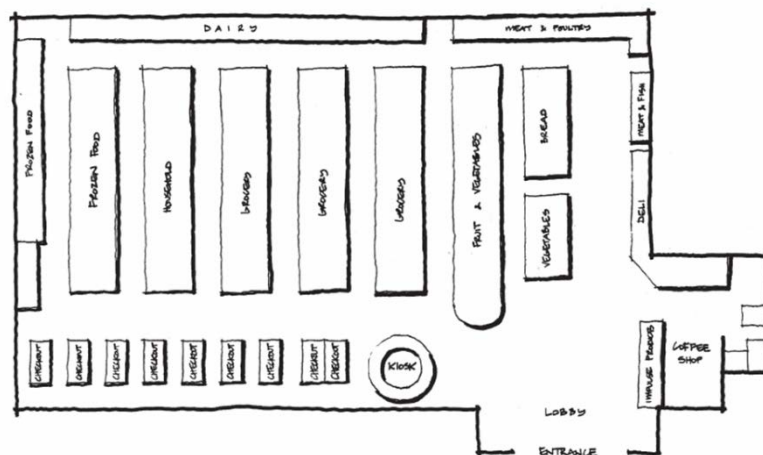 DAIRY
MEAT & POULTRY
FROZEN FOOD
FROZEN FOOD
HOUSEHOLD
GROCERY
GROCERY
GROCERY
FRUIT & VEGETABLES
BREAD
VEGETABLES
MEAT & FISH
DELI
CHECKOUT
CHECKOUT
CHECKOUT
CHECKOUT
CHECKOUT
CHECKOUT
CHECKOUT
CHECKOUT
CHECKOUT
KIOSK
IMPULSE PRODUCTS
COFFEE
SHOP
LOBBY
ENTRANCE